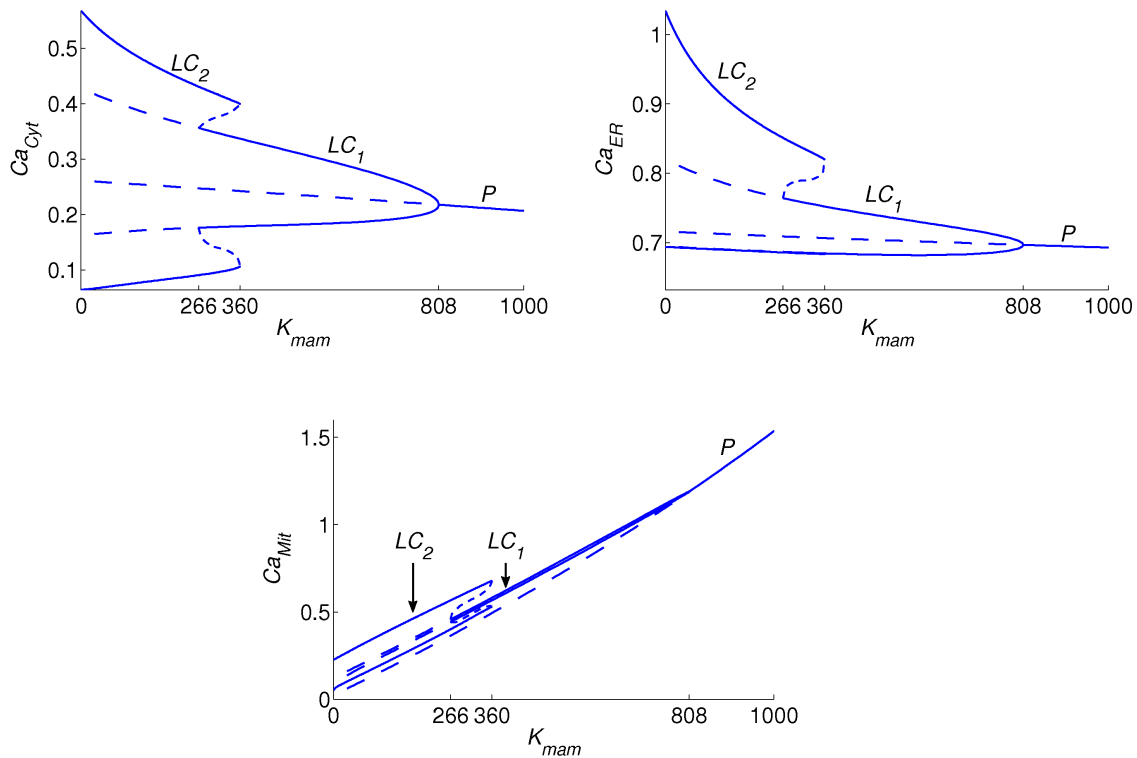 0.5
0.4
0.3
0.2
0.1
Ca_Cyt
LC_2
LC_1
P
0 266 360 808 1000
K_mam
1
0.9
0.8
0.7
Ca_ER
LC_2
LC_1
P
0 266 360 808 1000
K_mam
1.5
1
0.5
0
Ca_Mit
P
LC_2
LC_1
0 266 360 808 1000
K_mam